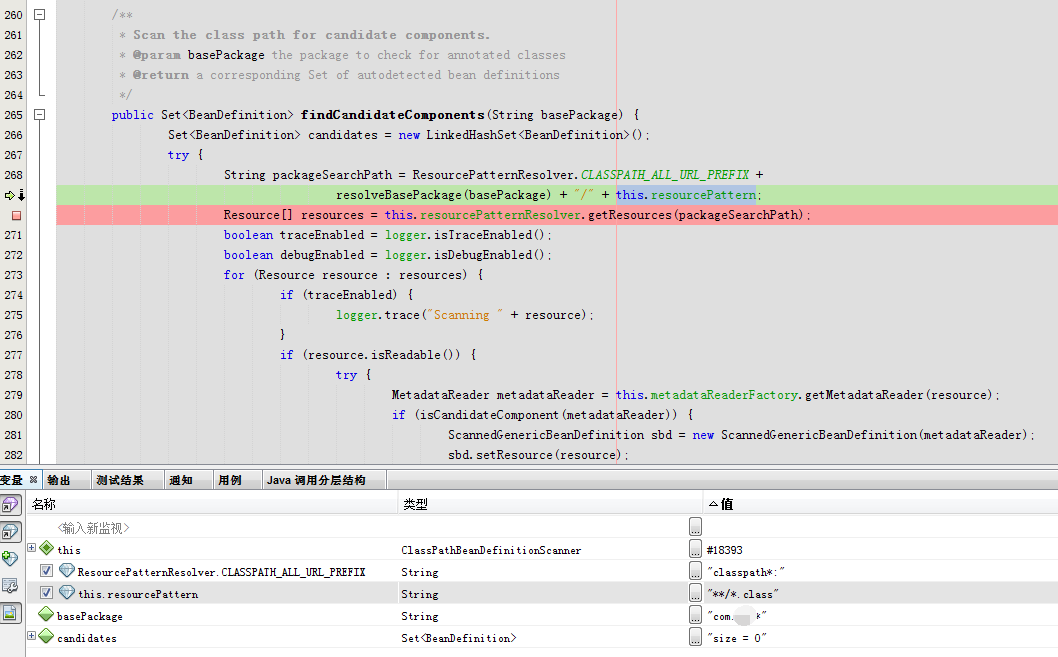 260 /**
261 * Scan the class path for candidate components.
262 * @param basePackage the package to check for annotated classes
263 * @return a corresponding Set of autodetected bean definitions
264 */
265 public Set<BeanDefinition> findCandidateComponents(String basePackage) {
266 Set<BeanDefinition> candidates = new LinkedHashSet<BeanDefinition>();
267 try {
268 String packageSearchPath = ResourcePatternResolver.CLASSPATH_ALL_URL_PREFIX +
resolveBasePackage(basePackage) + "/" + this.resourcePattern;
Resource[] resources = this.resourcePatternResolver.getResources(packageSearchPath);
271 boolean traceEnabled = logger.isTraceEnabled();
272 boolean debugEnabled = logger.isDebugEnabled();
273 for (Resource resource : resources) {
274 if (traceEnabled) {
275 logger.trace("Scanning " + resource);
276 }
277 if (resource.isReadable()) {
278 try {
279 MetadataReader metadataReader = this.metadataReaderFactory.getMetadataReader(resource);
280 if (isCandidateComponent(metadataReader)) {
281 ScannedGenericBeanDefinition sbd = new ScannedGenericBeanDefinition(metadataReader);
282 sbd.setResource(resource);
变量 输出 测试结果 通知 用例 Java 调用分层结构
名称 类型 值
<输入新监视> ...
this ClassPathBeanDefinitionScanner ... #18393
ResourcePatternResolver.CLASSPATH_ALL_URL_PREFIX String ... "classpath*:"
this.resourcePattern String ... "**/*.class"
basePackage String ... "com. *"
candidates Set<BeanDefinition> ... "size = 0"